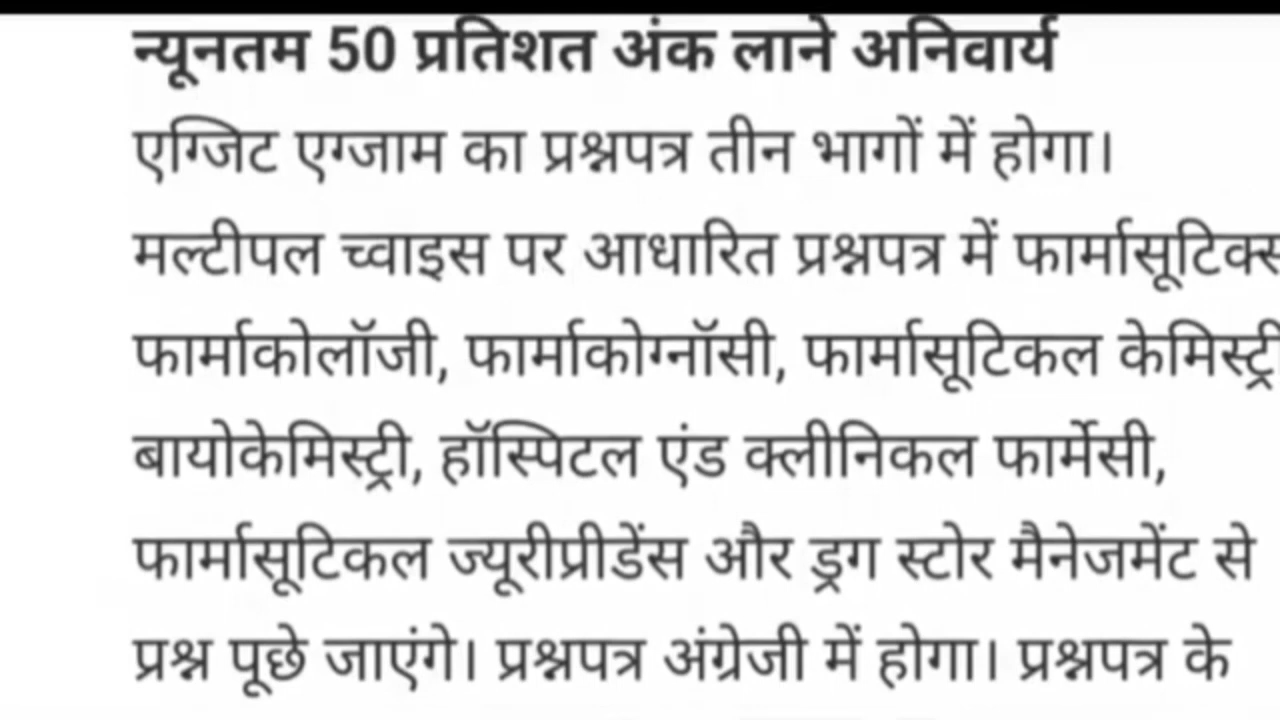 न्यूनतम 50 प्रतिशत अंक लाने अनिवार्य
एग्जिट एग्जाम का प्रश्नपत्र तीन भागों में होगा।
मल्टीपल च्वाइस पर आधारित प्रश्नपत्र में फार्मासूटिक्स
फार्माकोलॉजी, फार्माकोग्नॉसी, फार्मासूटिकल केमिस्ट्री
बायोकेमिस्ट्री, हॉस्पिटल एंड क्लीनिकल फार्मेसी,
फार्मासूटिकल ज्यूरीप्रीडेंस और ड्रग स्टोर मैनेजमेंट से
प्रश्न पूछे जाएंगे। प्रश्नपत्र अंग्रेजी में होगा। प्रश्नपत्र के